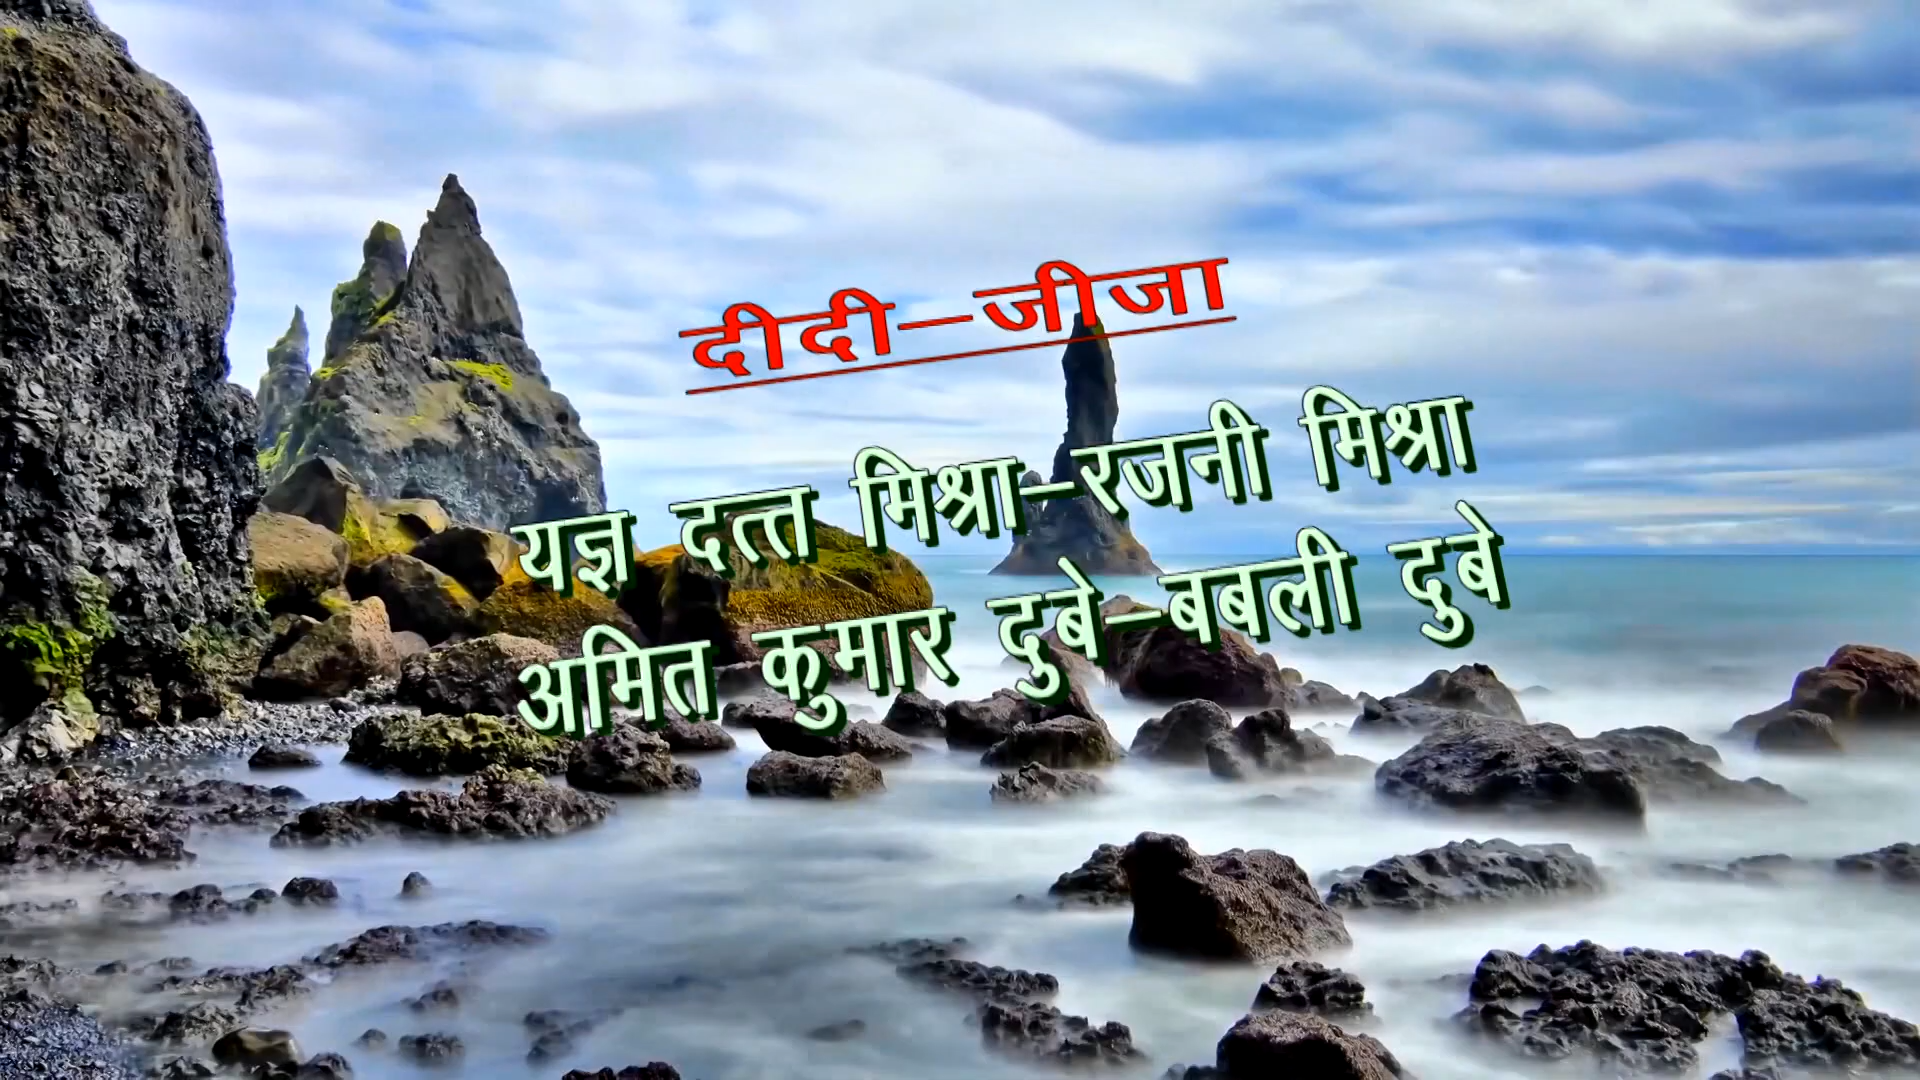 दीदी–जीजा
यज्ञ दत्त मिश्रा–रजनी मिश्रा
अमित कुमार दुबे–बबली दुबे